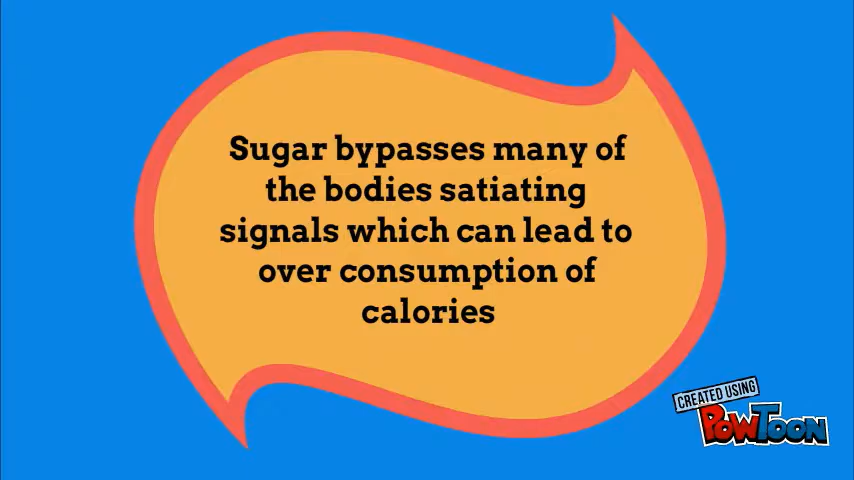 Sugar bypasses many of
the bodies satiating
signals which can lead to
over consumption of
calories
CREATED USING
POWTOON